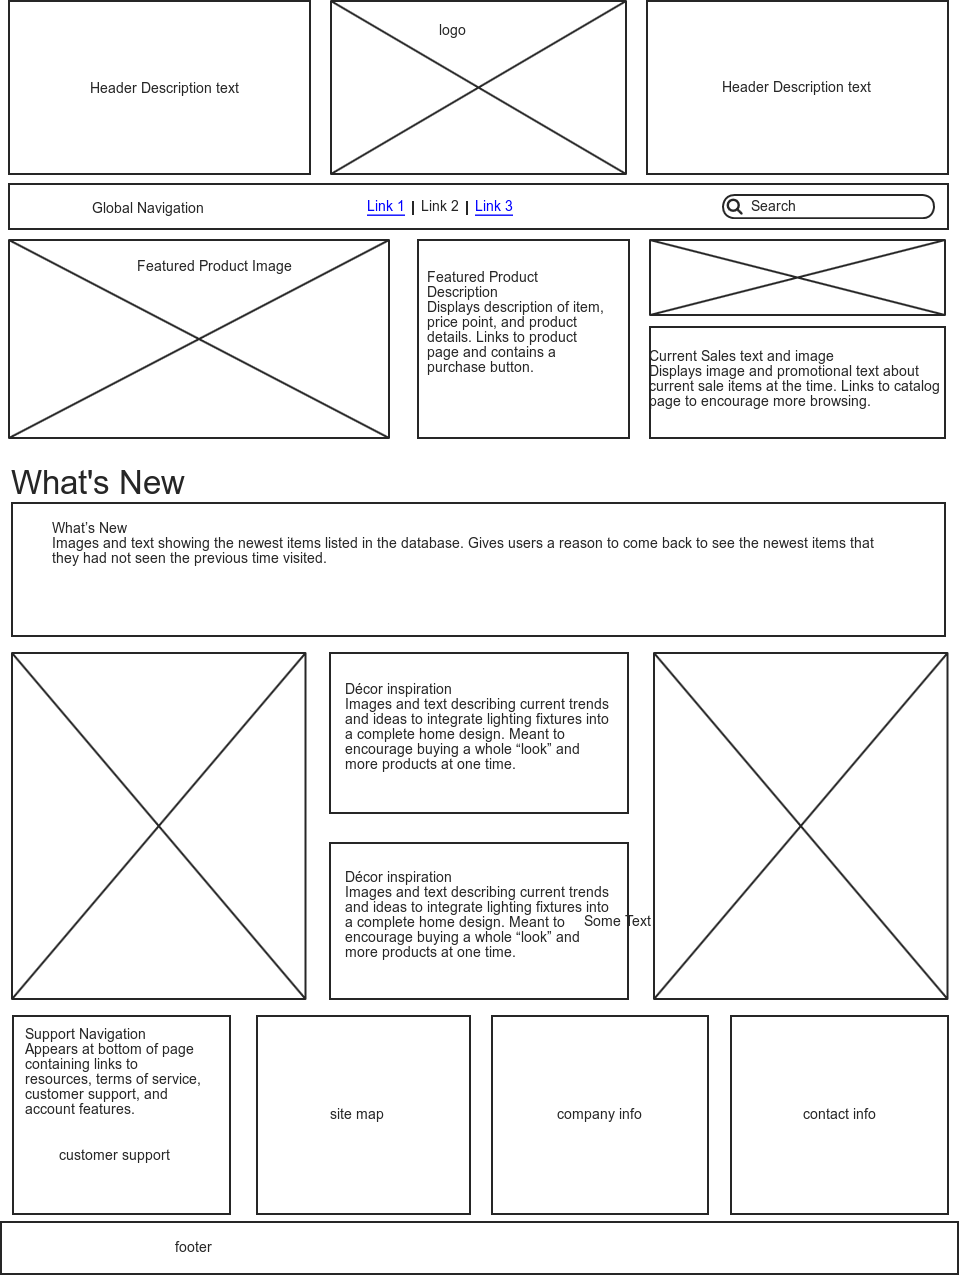 Header Description text
logo
Header Description text
Global Navigation
Link 1 | Link 2 | Link 3
Search
Featured Product Image
Featured Product
Description
Displays description of item,
price point, and product
details. Links to product
page and contains a
purchase button.
Current Sales text and image
Displays image and promotional text about
current sale items at the time. Links to catalog
page to encourage more browsing.
What's New
What’s New
Images and text showing the newest items listed in the database. Gives users a reason to come back to see the newest items that
they had not seen the previous time visited.
Décor inspiration
Images and text describing current trends
and ideas to integrate lighting fixtures into
a complete home design. Meant to
encourage buying a whole “look” and
more products at one time.
Décor inspiration
Images and text describing current trends
and ideas to integrate lighting fixtures into
a complete home design. Meant to
encourage buying a whole “look” and
more products at one time.
Some Text
Support Navigation
Appears at bottom of page
containing links to
resources, terms of service,
customer support, and
account features.
customer support
site map
company info
contact info
footer